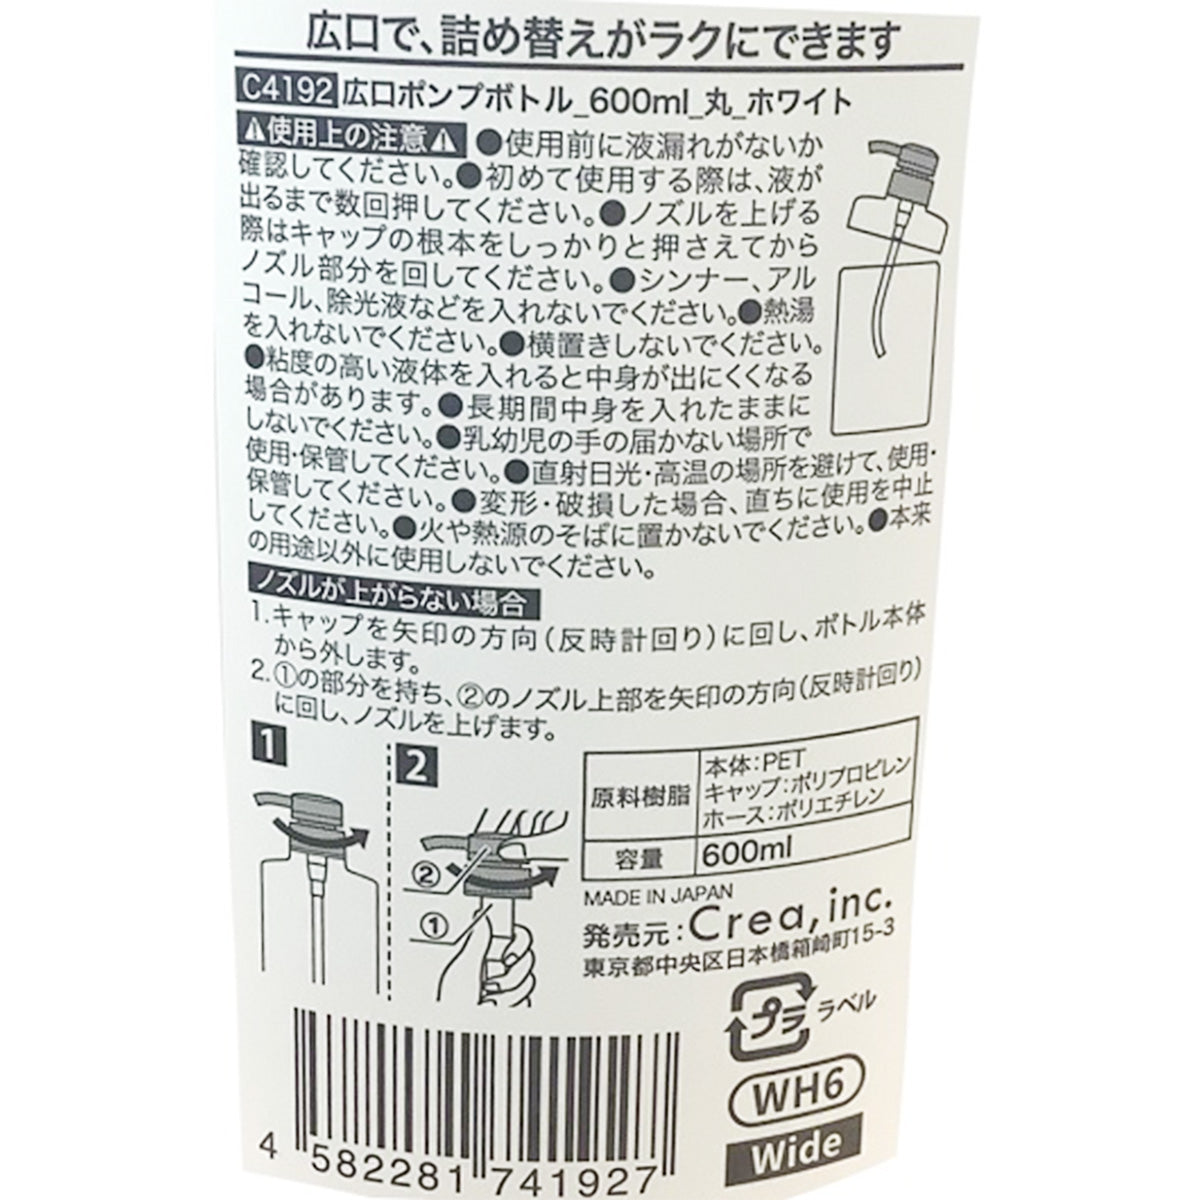 広口で、詰め替えがラクにできます
C4192 広口ポンプボトル_600ml_丸_ホワイト
⚠使用上の注意⚠ ●使用前に液漏れがないか
確認してください。●初めて使用する際は、液が
出るまで数回押してください。●ノズルを上げる
際はキャップの根本をしっかりと押さえてから
ノズル部分を回してください。●シンナー、アル
コール、除光液などを入れないでください。●熱湯
を入れないでください。●横置きしないでください。
●粘度の高い液体を入れると中身が出にくくなる
場合があります。●長期間中身を入れたままに
しないでください。●乳幼児の手の届かない場所で
使用・保管してください。●直射日光・高温の場所を避けて、使用・
保管してください。●変形・破損した場合、直ちに使用を中止
してください。●火や熱源のそばに置かないでください。●本来
の用途以外に使用しないでください。
ノズルが上がらない場合
1.キャップを矢印の方向(反時計回り)に回し、ボトル本体
から外します。
2.①の部分を持ち、②のノズル上部を矢印の方向(反時計回り)
に回し、ノズルを上げます。
1
2
②
①
原料樹脂
本体:PET
キャップ:ポリプロピレン
ホース:ポリエチレン
容量 600ml
MADE IN JAPAN
発売元:Crea, inc.
東京都中央区日本橋箱崎町15-3
プラ ラベル
WH6
Wide
4 582281 741927